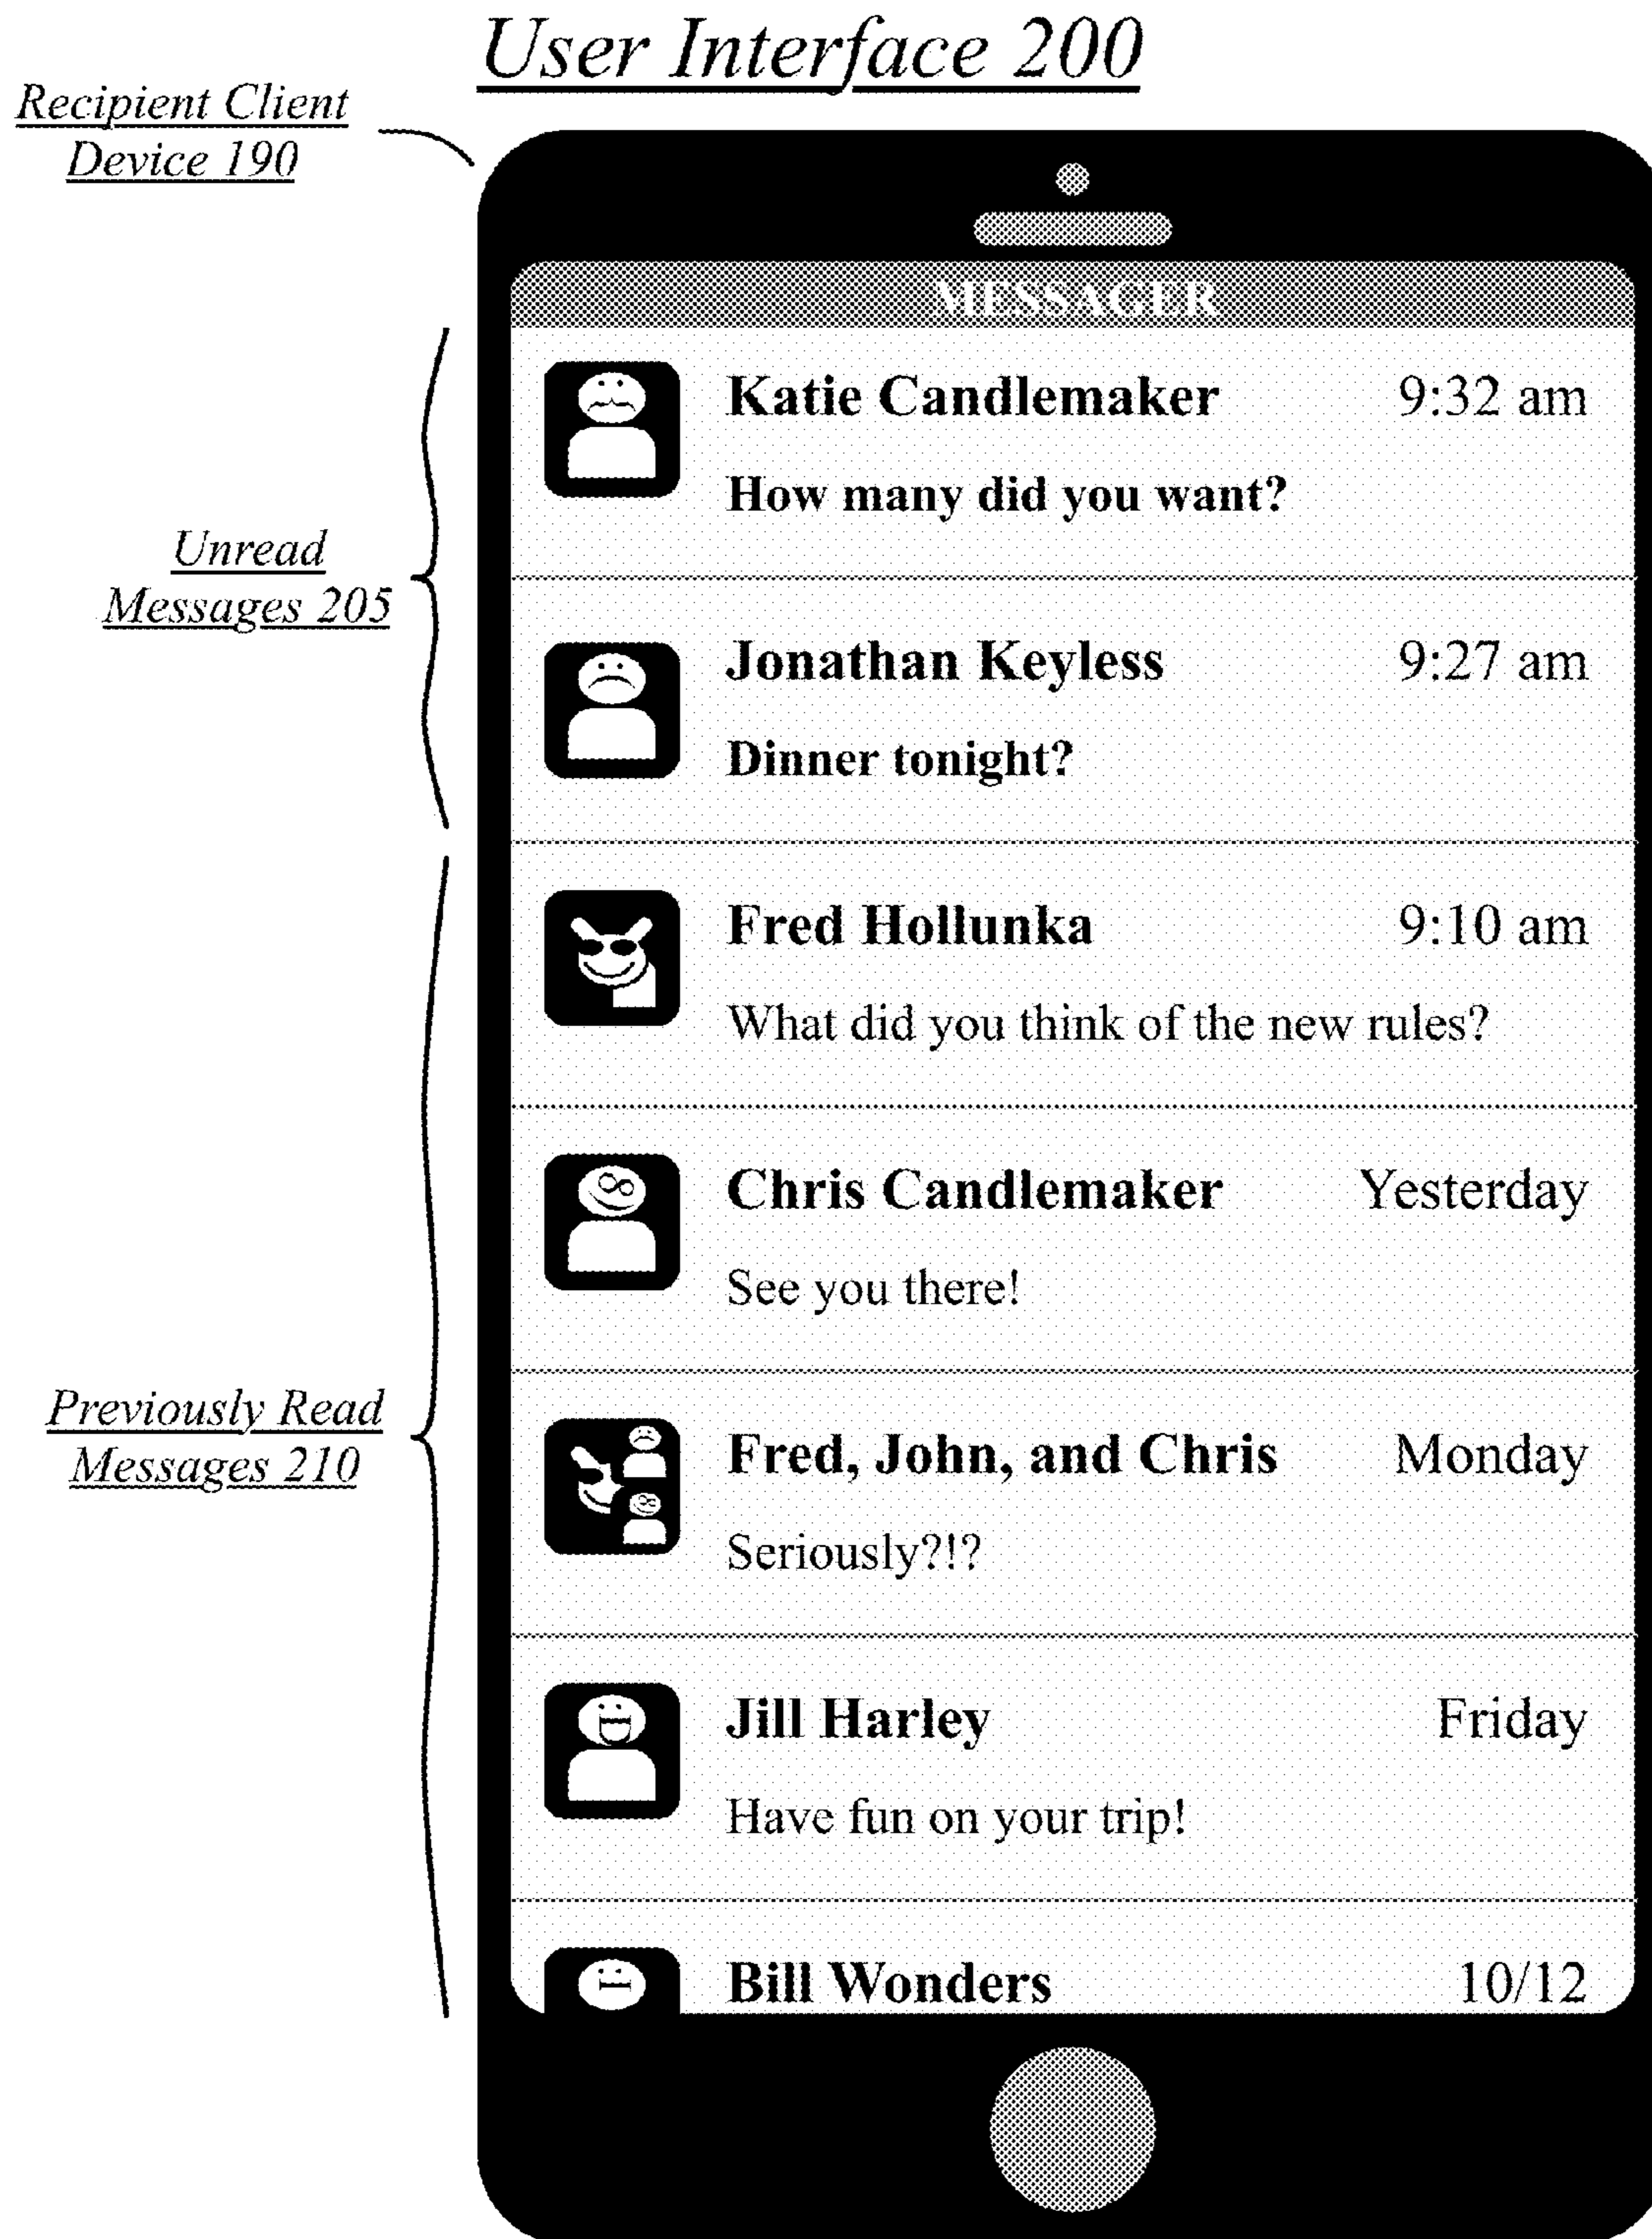 User Interface 200
Recipient Client
Device 190
MESSAGER
Katie Candlemaker 9:32 am
How many did you want?
Unread
Messages 205
Jonathan Keyless 9:27 am
Dinner tonight?
Fred Hollunka 9:10 am
What did you think of the new rules?
Chris Candlemaker Yesterday
See you there!
Previously Read
Messages 210
Fred, John, and Chris Monday
Seriously?!?
Jill Harley Friday
Have fun on your trip!
Bill Wonders 10/12